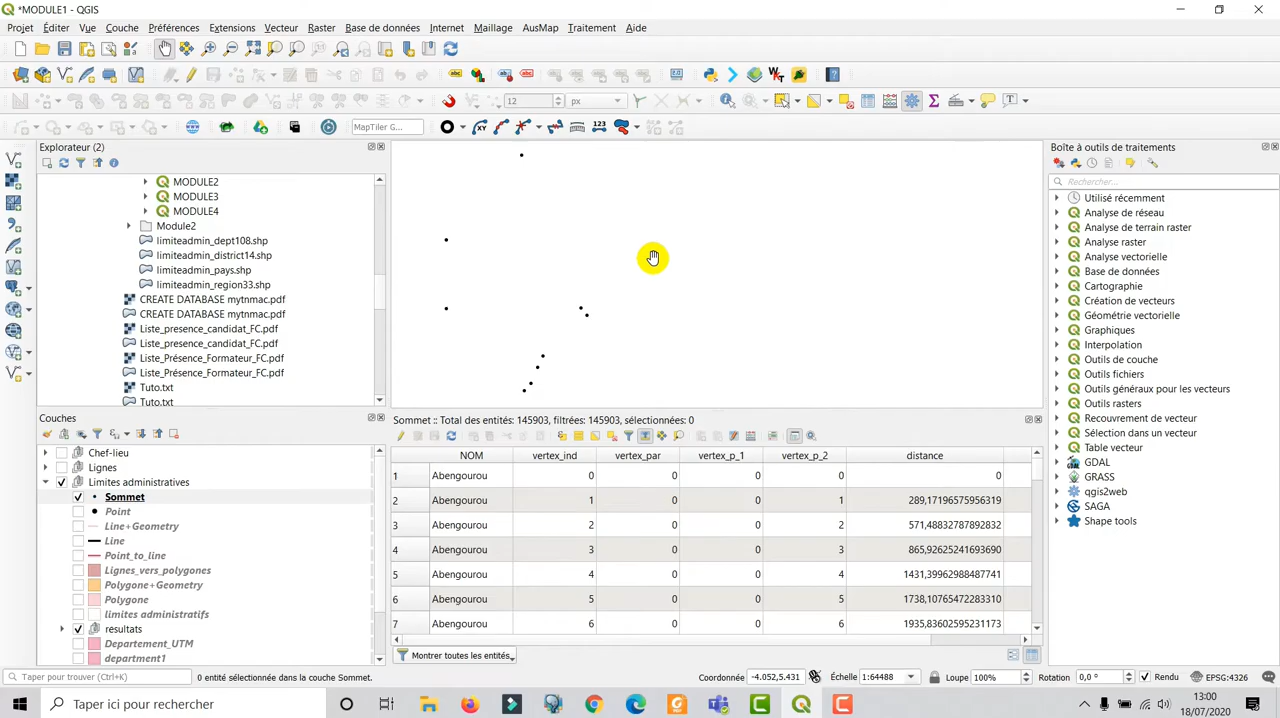 *MODULE1 - QGIS
Projet Éditer Vue Couche Préférences Extensions Vecteur Raster Base de données Internet Maillage AusMap Traitement Aide
12 px
MapTiler G...
Explorateur (2)
MODULE2
MODULE3
MODULE4
Module2
limiteadmin_dept108.shp
limiteadmin_district14.shp
limiteadmin_pays.shp
limiteadmin_region33.shp
CREATE DATABASE mytnmac.pdf
CREATE DATABASE mytnmac.pdf
Liste_presence_candidat_FC.pdf
Liste_presence_candidat_FC.pdf
Liste_Présence_Formateur_FC.pdf
Liste_Présence_Formateur_FC.pdf
Tuto.txt
Tuto.txt
Couches
Chef-lieu
Lignes
Limites administratives
Sommet
Point
Line+Geometry
Line
Point_to_line
Lignes_vers_polygones
Polygone+Geometry
Polygone
limites administratifs
resultats
Departement_UTM
department1
Sommet :: Total des entités: 145903, filtrées: 145903, sélectionnées: 0
NOM vertex_ind vertex_par vertex_p_1 vertex_p_2 distance
1 Abengourou 0 0 0 0 0
2 Abengourou 1 0 0 1 289,17196575956319
3 Abengourou 2 0 0 2 571,48832787892832
4 Abengourou 3 0 0 3 865,92625241693690
5 Abengourou 4 0 0 4 1431,39962988487741
6 Abengourou 5 0 0 5 1738,10765472283310
7 Abengourou 6 0 0 6 1935,83602595231173
Montrer toutes les entités
Boîte à outils de traitements
Rechercher...
Utilisé récemment
Analyse de réseau
Analyse de terrain raster
Analyse raster
Analyse vectorielle
Base de données
Cartographie
Création de vecteurs
Géométrie vectorielle
Graphiques
Interpolation
Outils de couche
Outils fichiers
Outils généraux pour les vecteurs
Outils rasters
Recouvrement de vecteur
Sélection dans un vecteur
Table vecteur
GDAL
GRASS
qgis2web
SAGA
Shape tools
Taper pour trouver (Ctrl+K) 0 entité sélectionnée dans la couche Sommet. Coordonnée -4.052,5.431 Échelle 1:64488 Loupe 100% Rotation 0,0 ° Rendu EPSG:4326
Taper ici pour rechercher
13:00
18/07/2020